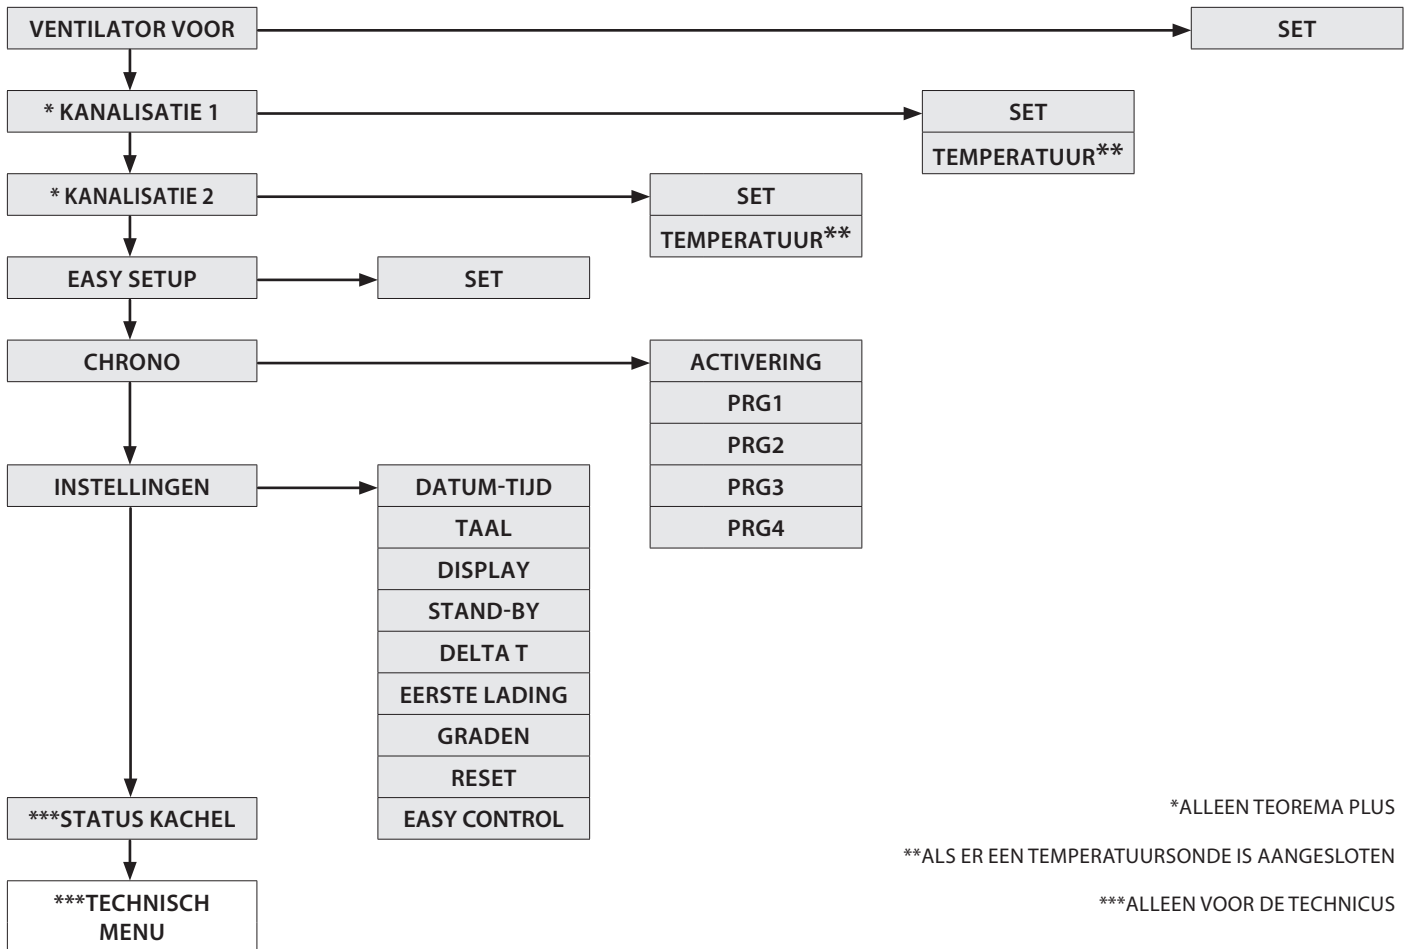 VENTILATOR VOOR
SET
* KANALISATIE 1
SET
TEMPERATUUR**
* KANALISATIE 2
SET
TEMPERATUUR**
EASY SETUP
SET
CHRONO
ACTIVERING
PRG1
PRG2
PRG3
PRG4
INSTELLINGEN
DATUM-TIJD
TAAL
DISPLAY
STAND-BY
DELTA T
EERSTE LADING
GRADEN
RESET
EASY CONTROL
***STATUS KACHEL
***TECHNISCH
MENU
*ALLEEN TEOREMA PLUS
**ALS ER EEN TEMPERATUURSONDE IS AANGESLOTEN
***ALLEEN VOOR DE TECHNICUS